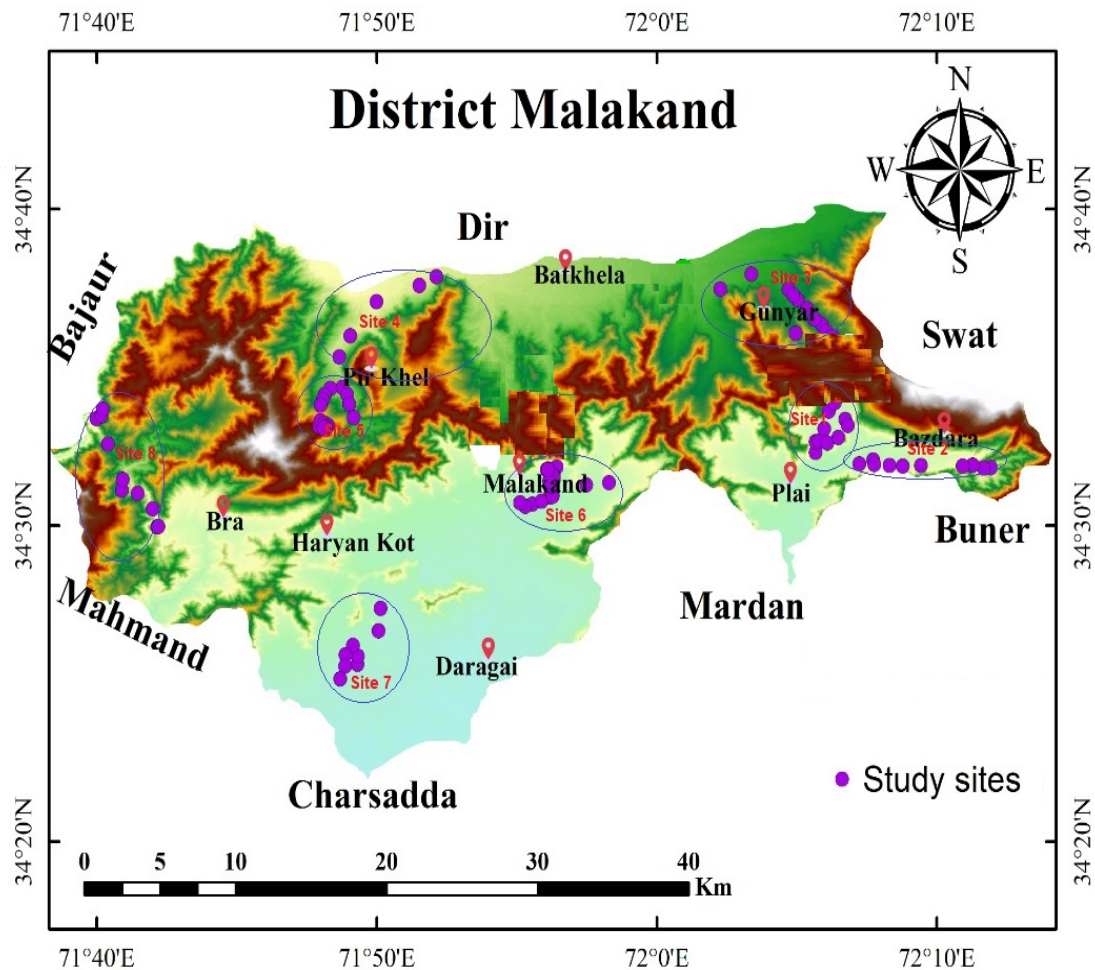 71°40'E 71°50'E 72°0'E 72°10'E
District Malakand
N
W E
S
34°40'N 34°40'N
Dir
Batkhela
Bajaur
Site 3
Gunyar
Site 4
Swat
Pir Khel
Site 5
Site 1
Bazdara
Site 2
Site 8
Malakand
Plai
Site 6
Bra
Haryan Kot
34°30'N 34°30'N
Buner
Mahmand
Mardan
Daragai
Site 7
Study sites
Charsadda
34°20'N 34°20'N
0 5 10 20 30 40
Km
71°40'E 71°50'E 72°0'E 72°10'E